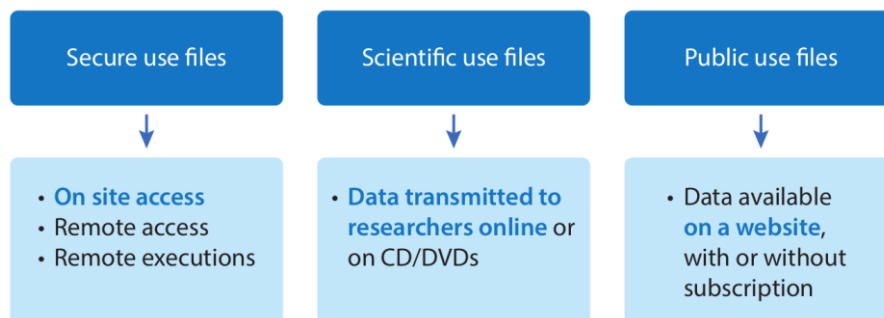 Secure use files
Scientific use files
Public use files
• On site access
• Remote access
• Remote executions
• Data transmitted to
researchers online or
on CD/DVDs
• Data available
on a website,
with or without
subscription